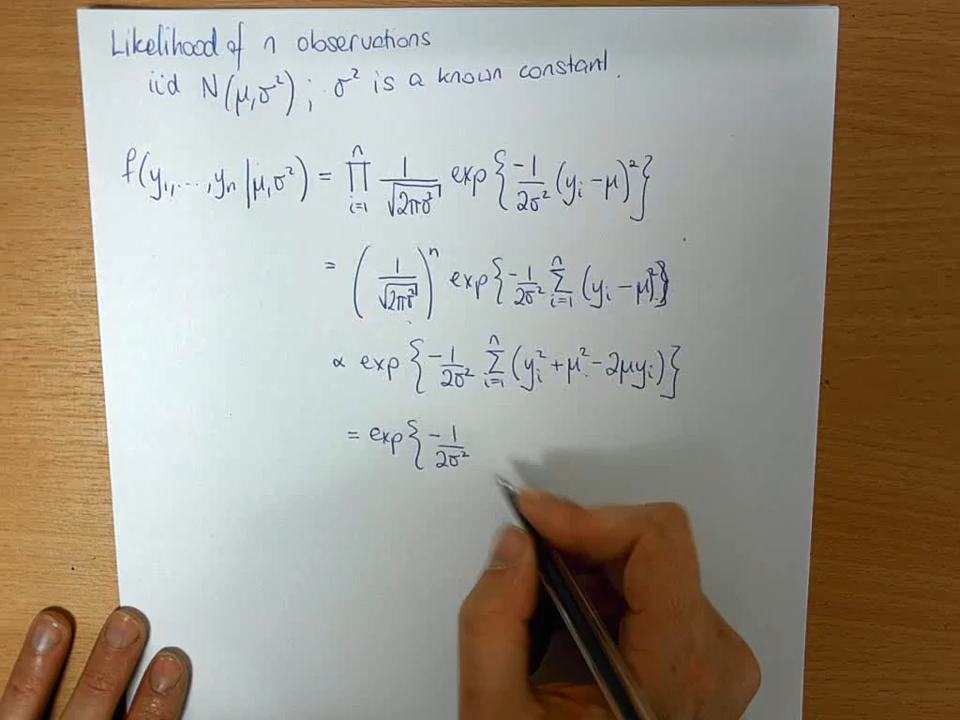 Likelihood of n observations
iid N(μ,σ²) ; σ² is a known constant.
f(y₁,...,yₙ|μ,σ²) = ∏ᵢ₌₁ⁿ 1/√(2πσ²) exp{-1/2σ² (yᵢ-μ)²}
= (1/√(2πσ²))ⁿ exp{-1/2σ² ∑ᵢ₌₁ⁿ (yᵢ-μ)²}
∝ exp{-1/2σ² ∑ᵢ₌₁ⁿ (yᵢ²+μ²-2μyᵢ)}
= exp{-1/2σ²